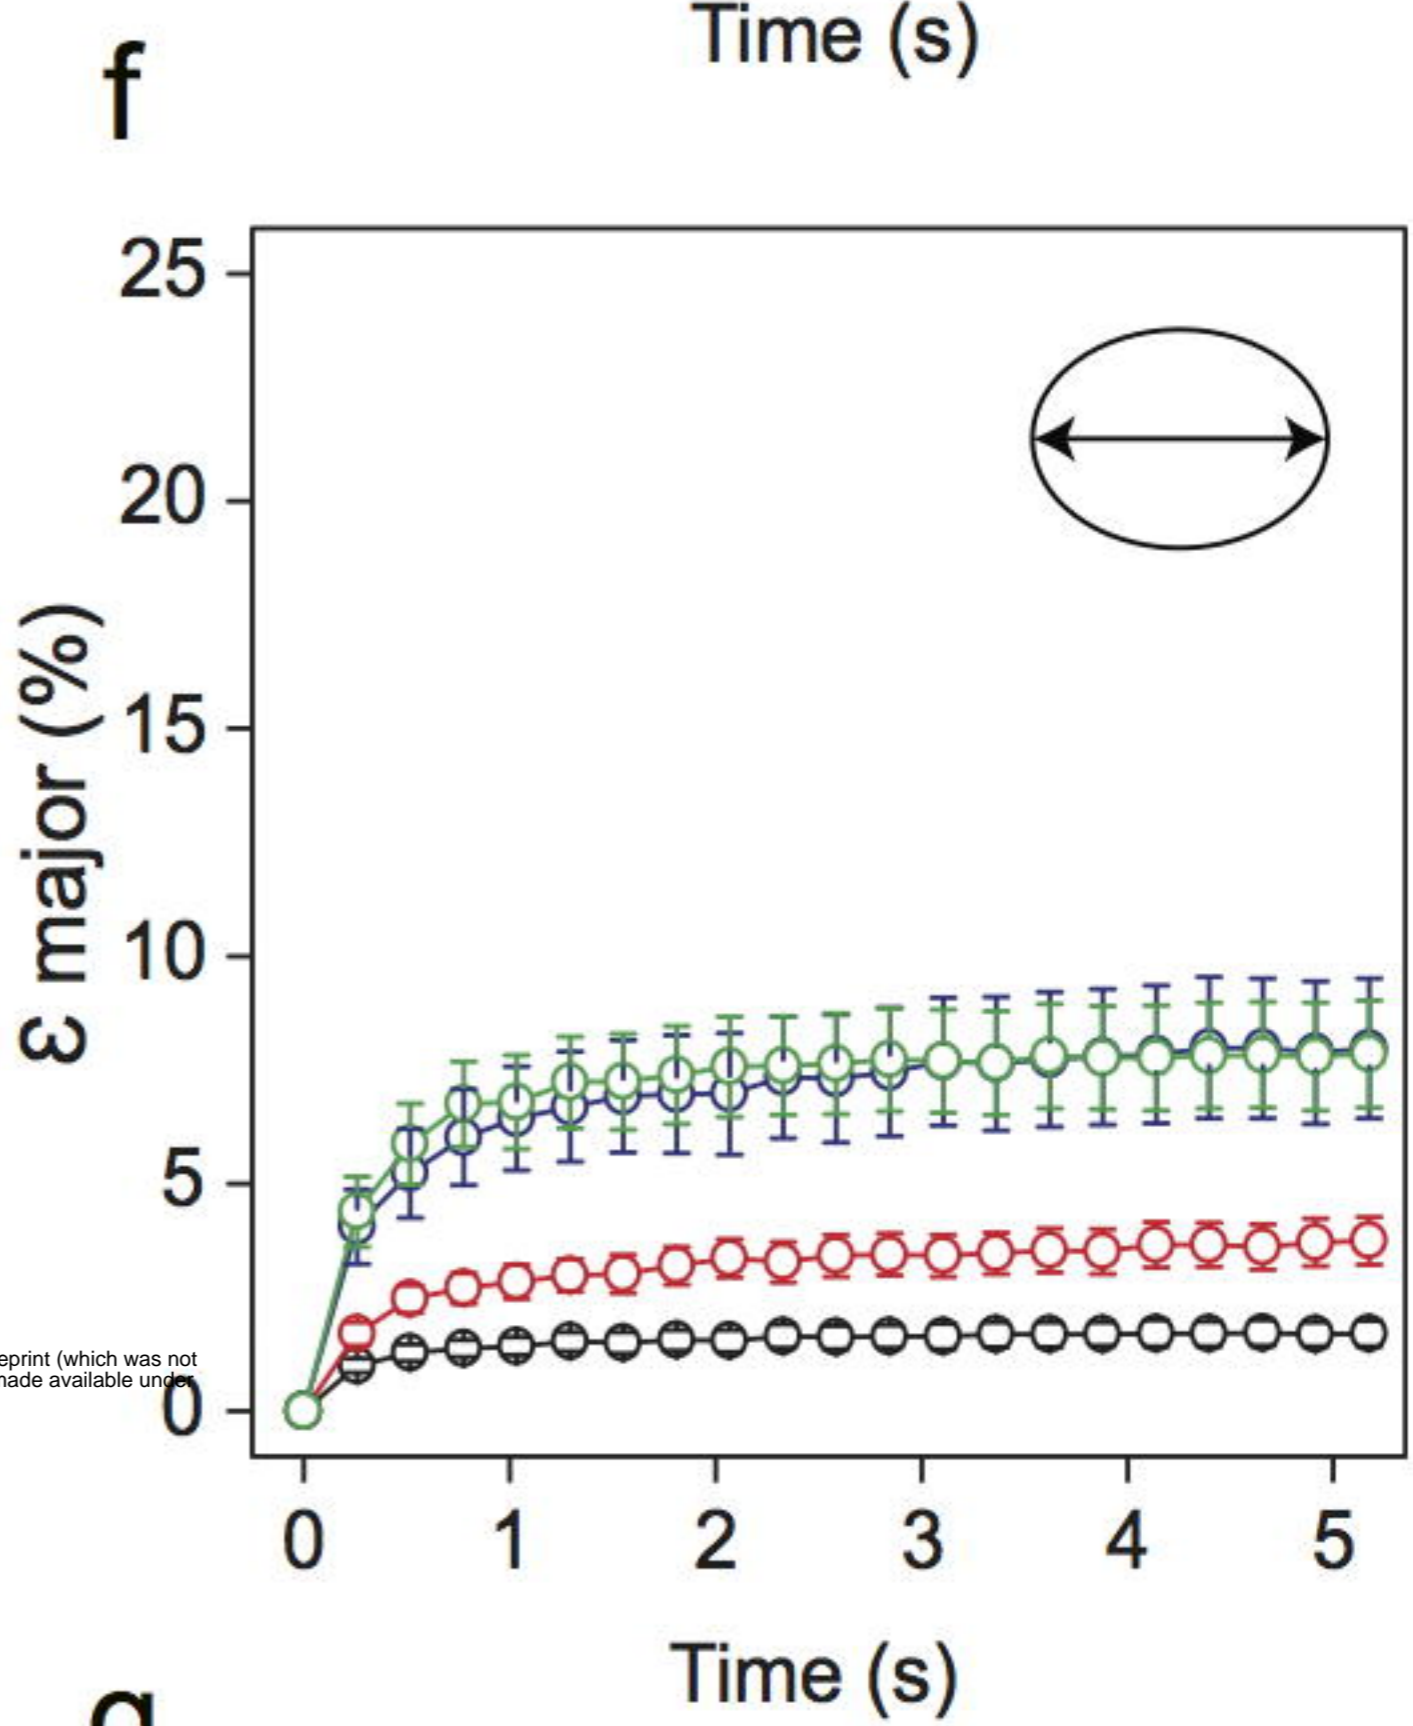 Time (s)
f
25
20
15
10
5
0
ε major (%)
eprint (which was not
made available under
0 1 2 3 4 5
Time (s)